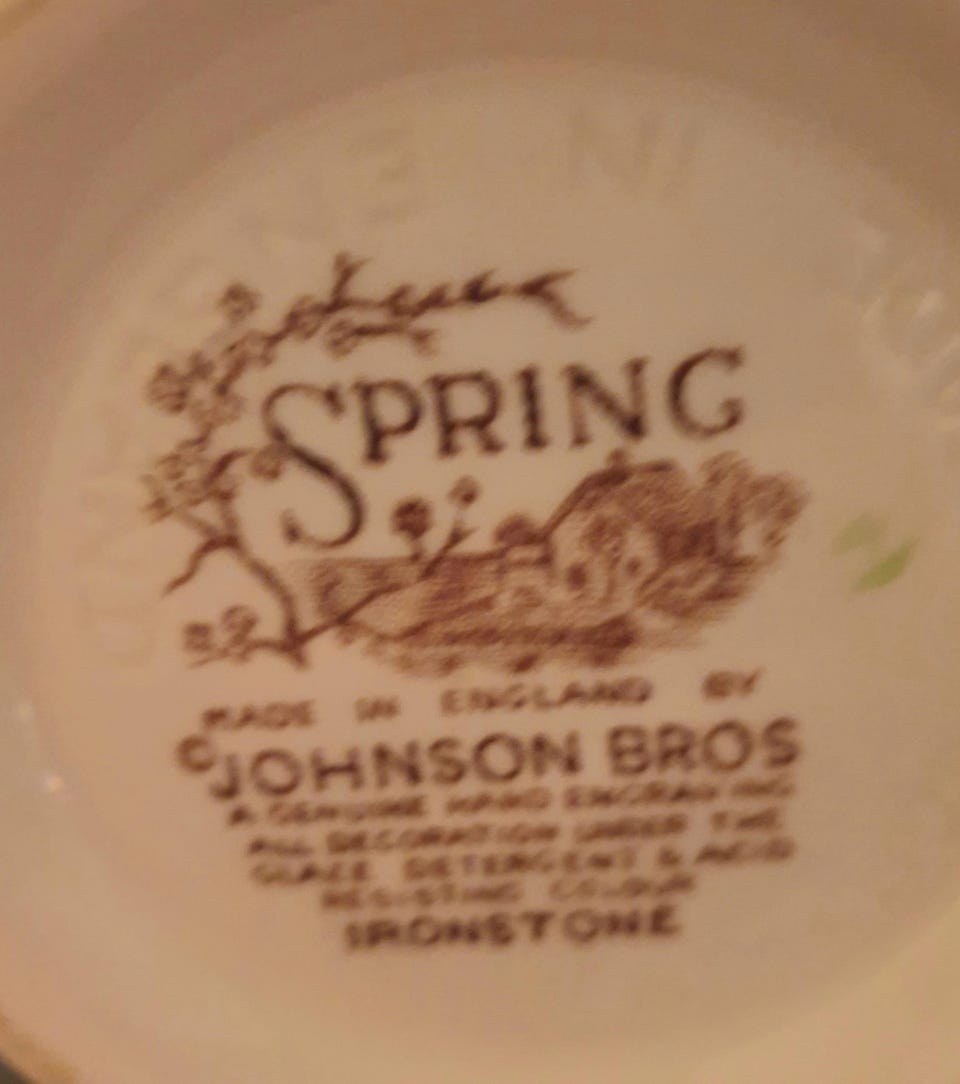 SPRING
MADE IN ENGLAND BY
©JOHNSON BROS
A GENUINE HAND ENGRAVING
ALL DECORATION UNDER THE
GLAZE DETERGENT & ACID
RESISTING COLOUR
IRONSTONE